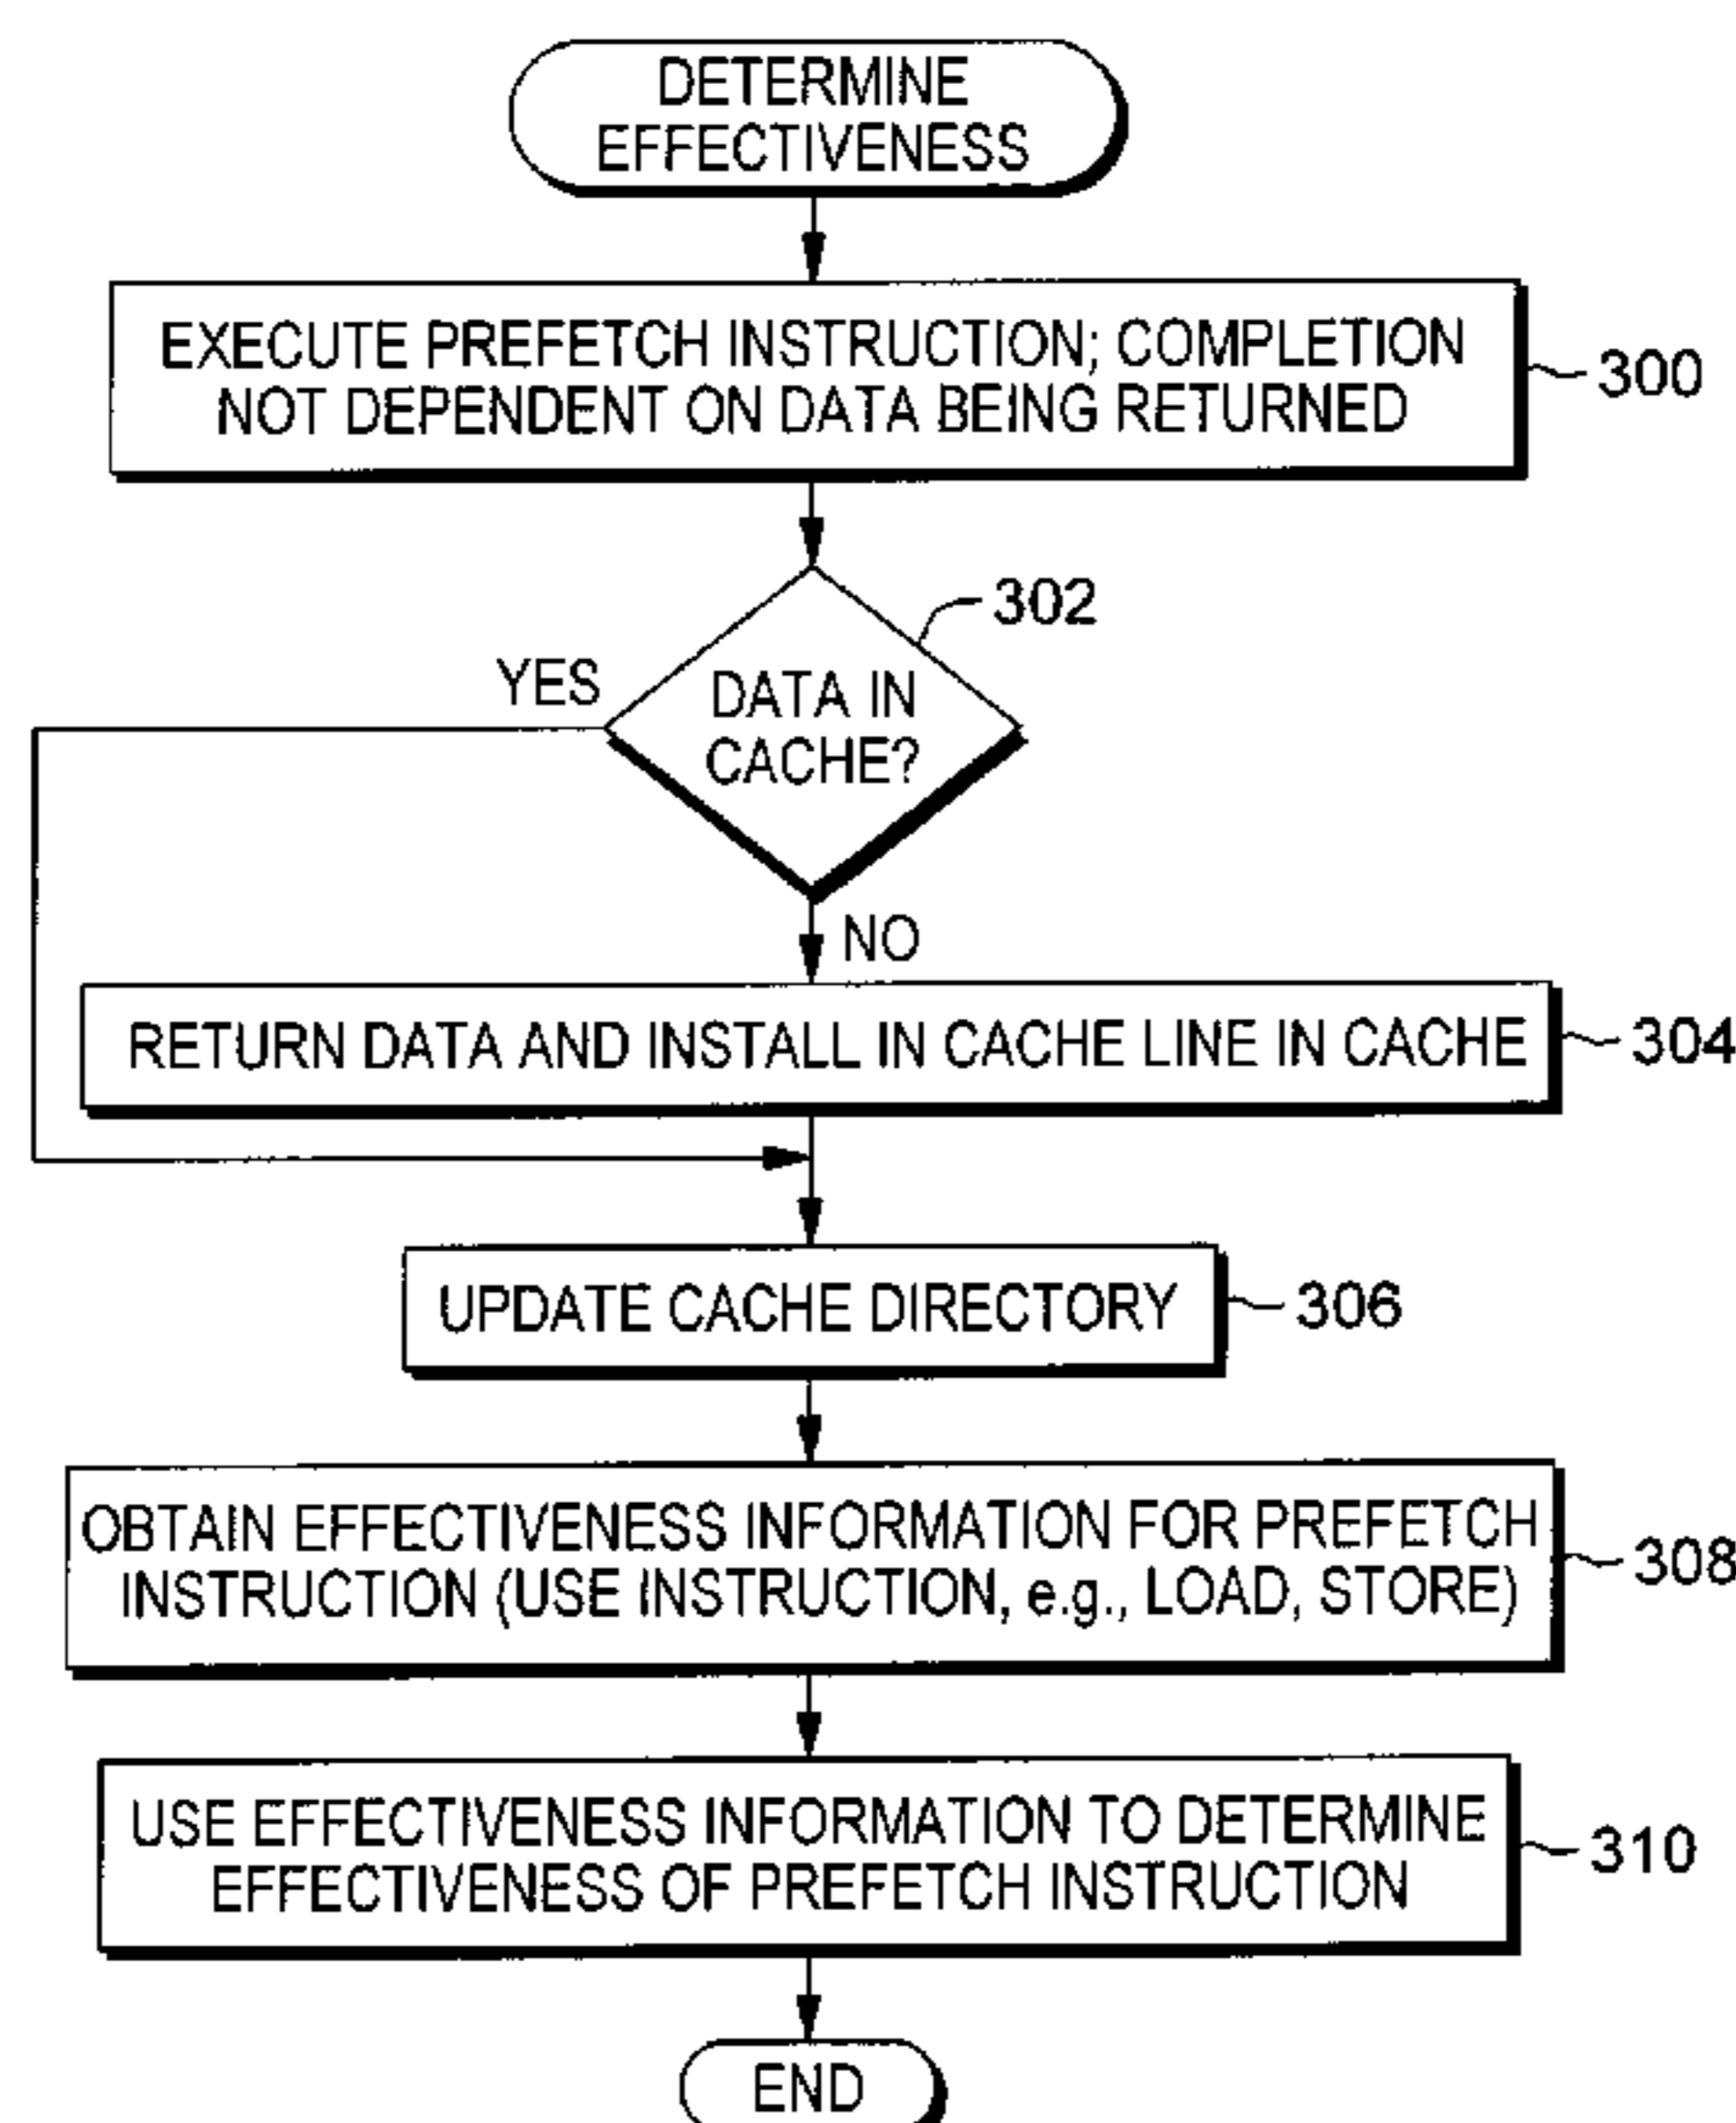 DETERMINE
EFFECTIVENESS
EXECUTE PREFETCH INSTRUCTION; COMPLETION
NOT DEPENDENT ON DATA BEING RETURNED
300
302
YES
DATA IN
CACHE?
NO
RETURN DATA AND INSTALL IN CACHE LINE IN CACHE
304
UPDATE CACHE DIRECTORY
306
OBTAIN EFFECTIVENESS INFORMATION FOR PREFETCH
INSTRUCTION (USE INSTRUCTION, e.g., LOAD, STORE)
308
USE EFFECTIVENESS INFORMATION TO DETERMINE
EFFECTIVENESS OF PREFETCH INSTRUCTION
310
END